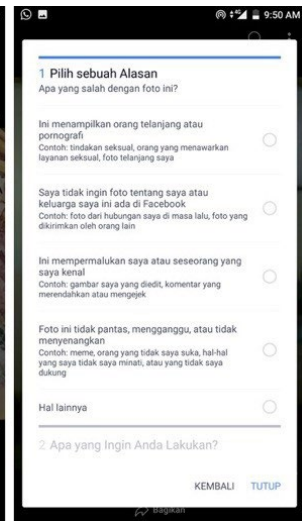 9:50 AM
1 Pilih sebuah Alasan
Apa yang salah dengan foto ini?
Ini menampilkan orang telanjang atau
pornografi
Contoh: tindakan seksual, orang yang menawarkan
layanan seksual, foto telanjang saya
Saya tidak ingin foto tentang saya atau
keluarga saya ini ada di Facebook
Contoh: foto dari hubungan saya di masa lalu, foto yang
dikirimkan oleh orang lain
Ini mempermalukan saya atau seseorang yang
saya kenal
Contoh: gambar saya yang diedit, komentar yang
merendahkan atau mengejek
Foto ini tidak pantas, mengganggu, atau tidak
menyenangkan
Contoh: meme, orang yang tidak saya suka, hal-hal
yang saya tidak saya minati, atau yang tidak saya
dukung
Hal lainnya
2 Apa yang Ingin Anda Lakukan?
KEMBALI TUTUP
Bagikan